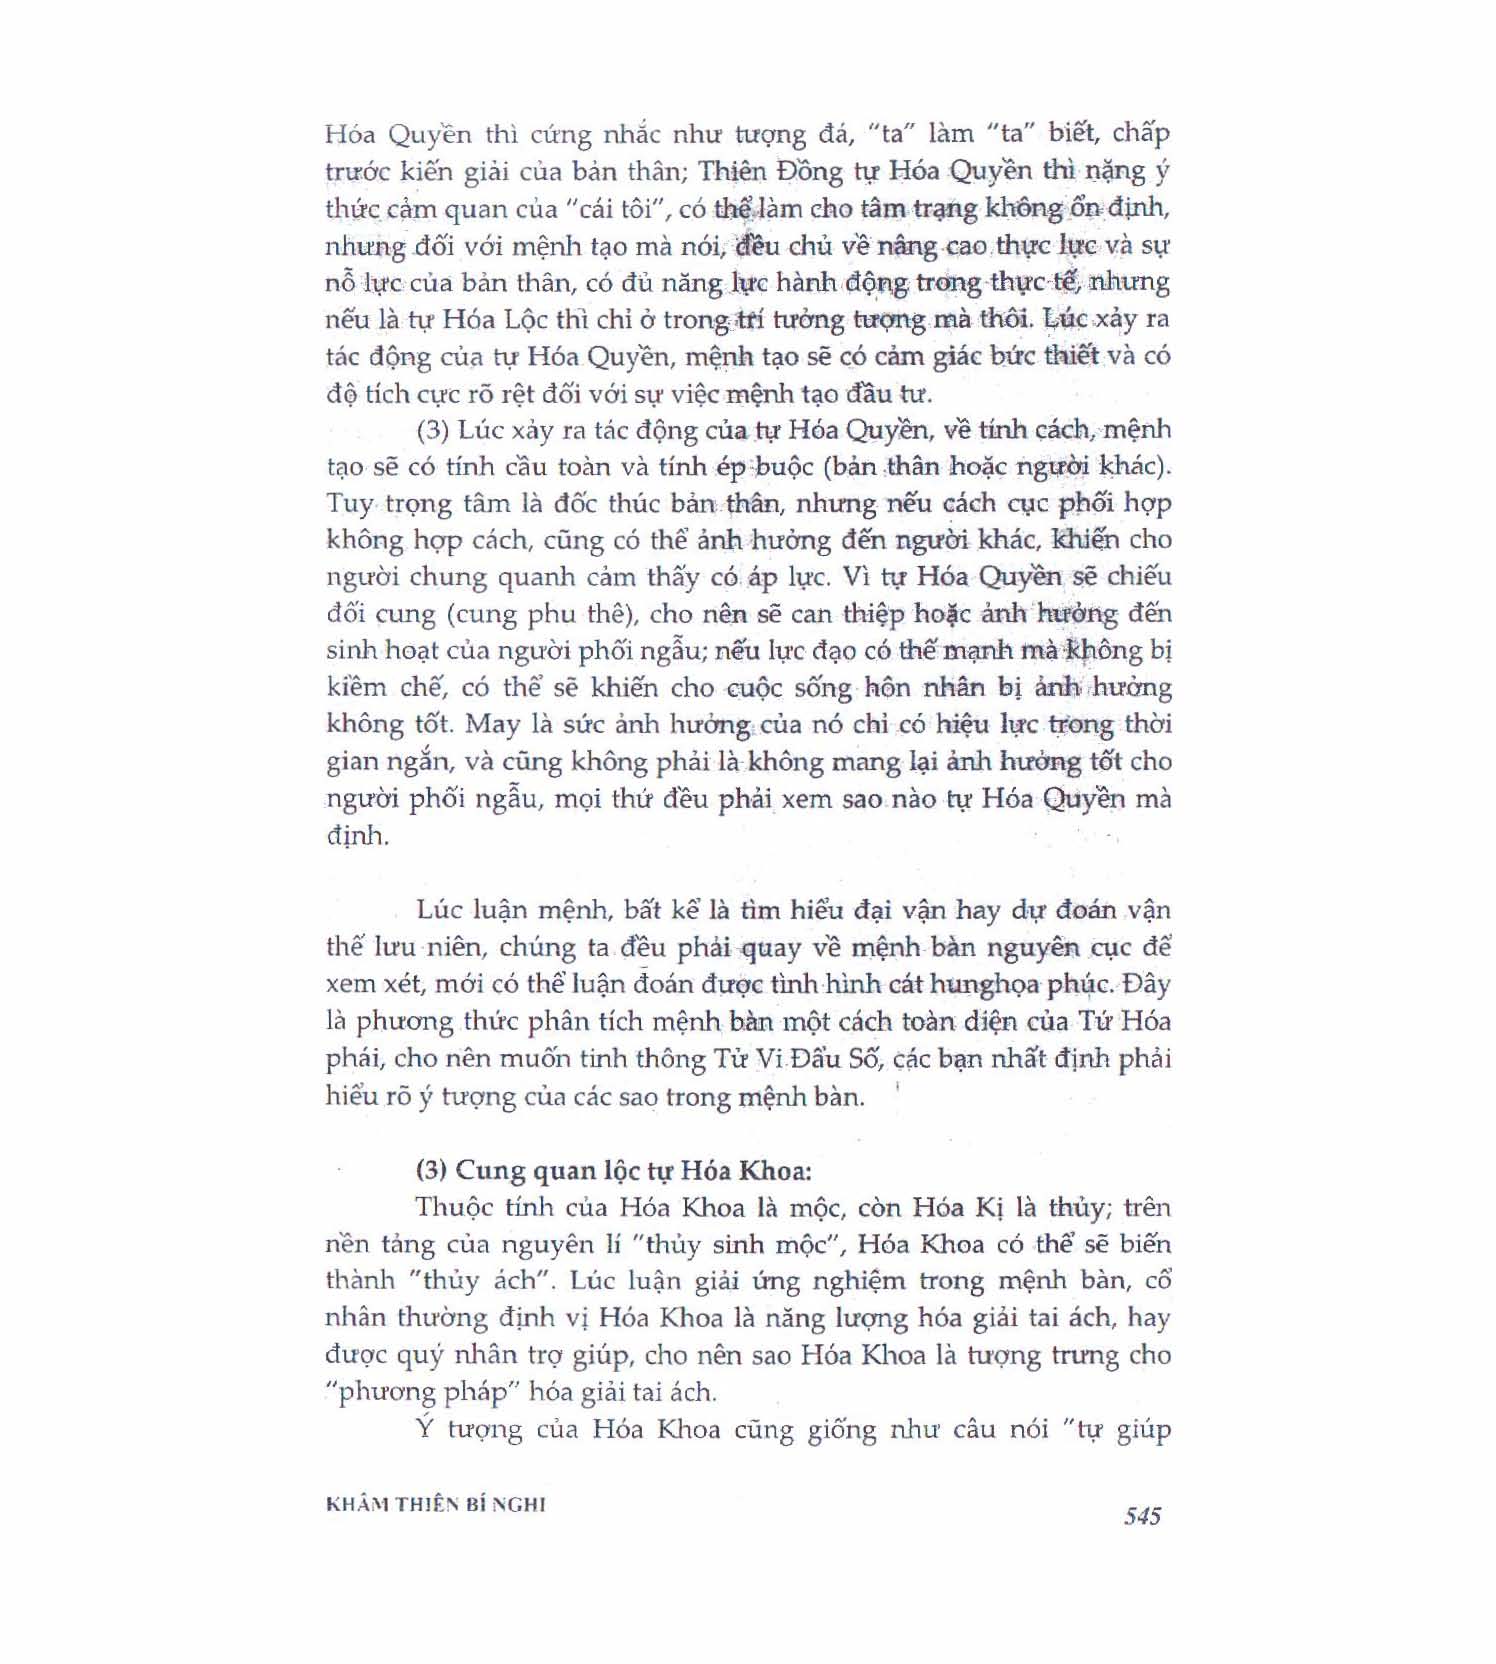 Hóa Quyền thì cứng nhắc như tượng đá, "ta" làm "ta" biết, chấp
trước kiến giải của bản thân; Thiên Đồng tự Hóa Quyền thì nặng ý
thức cảm quan của "cái tôi", có thể làm cho tâm trạng không ổn định,
nhưng đối với mệnh tạo mà nói, đều chủ về nâng cao thực lực và sự
nỗ lực của bản thân, có đủ năng lực hành động trong thực tế, nhưng
nếu là tự Hóa Lộc thì chỉ ở trong trí tưởng tượng mà thôi. Lúc xảy ra
tác động của tự Hóa Quyền, mệnh tạo sẽ có cảm giác bức thiết và có
độ tích cực rõ rệt đối với sự việc mệnh tạo đầu tư.
(3) Lúc xảy ra tác động của tự Hóa Quyền, về tính cách, mệnh
tạo sẽ có tính cầu toàn và tính ép buộc (bản thân hoặc người khác).
Tuy trọng tâm là đốc thúc bản thân, nhưng nếu cách cục phối hợp
không hợp cách, cũng có thể ảnh hưởng đến người khác, khiến cho
người chung quanh cảm thấy có áp lực. Vì tự Hóa Quyền sẽ chiếu
đối cung (cung phu thê), cho nên sẽ can thiệp hoặc ảnh hưởng đến
sinh hoạt của người phối ngẫu; nếu lực đạo có thế mạnh mà không bị
kiềm chế, có thể sẽ khiến cho cuộc sống hôn nhân bị ảnh hưởng
không tốt. May là sức ảnh hưởng của nó chỉ có hiệu lực trong thời
gian ngắn, và cũng không phải là không mang lại ảnh hưởng tốt cho
người phối ngẫu, mọi thứ đều phải xem sao nào tự Hóa Quyền mà
định.
Lúc luận mệnh, bất kể là tìm hiểu đại vận hay dự đoán vận
thế lưu niên, chúng ta đều phải quay về mệnh bàn nguyên cục để
xem xét, mới có thể luận đoán được tình hình cát hunghọa phúc. Đây
là phương thức phân tích mệnh bàn một cách toàn diện của Tứ Hóa
phái, cho nên muốn tinh thông Tử Vi Đẩu Số, các bạn nhất định phải
hiểu rõ ý tượng của các sao trong mệnh bàn.
(3) Cung quan lộc tự Hóa Khoa:
Thuộc tính của Hóa Khoa là mộc, còn Hóa Kị là thủy; trên
nền tảng của nguyên lí "thủy sinh mộc", Hóa Khoa có thể sẽ biến
thành "thủy ách". Lúc luận giải ứng nghiệm trong mệnh bàn, cổ
nhân thường định vị Hóa Khoa là năng lượng hóa giải tai ách, hay
được quý nhân trợ giúp, cho nên sao Hóa Khoa là tượng trưng cho
"phương pháp" hóa giải tai ách.
Ý tượng của Hóa Khoa cũng giống như câu nói "tự giúp
KHÂM THIÊN BÍ NGHI
545